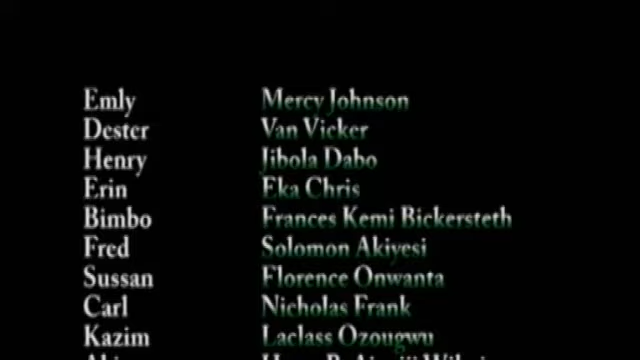 Emly Mercy Johnson
Dester Van Vicker
Henry Jibola Dabo
Erin Eka Chris
Bimbo Frances Kemi Bickersteth
Fred Solomon Akiyesi
Sussan Florence Onwanta
Carl Nicholas Frank
Kazim Laclass Ozougwu